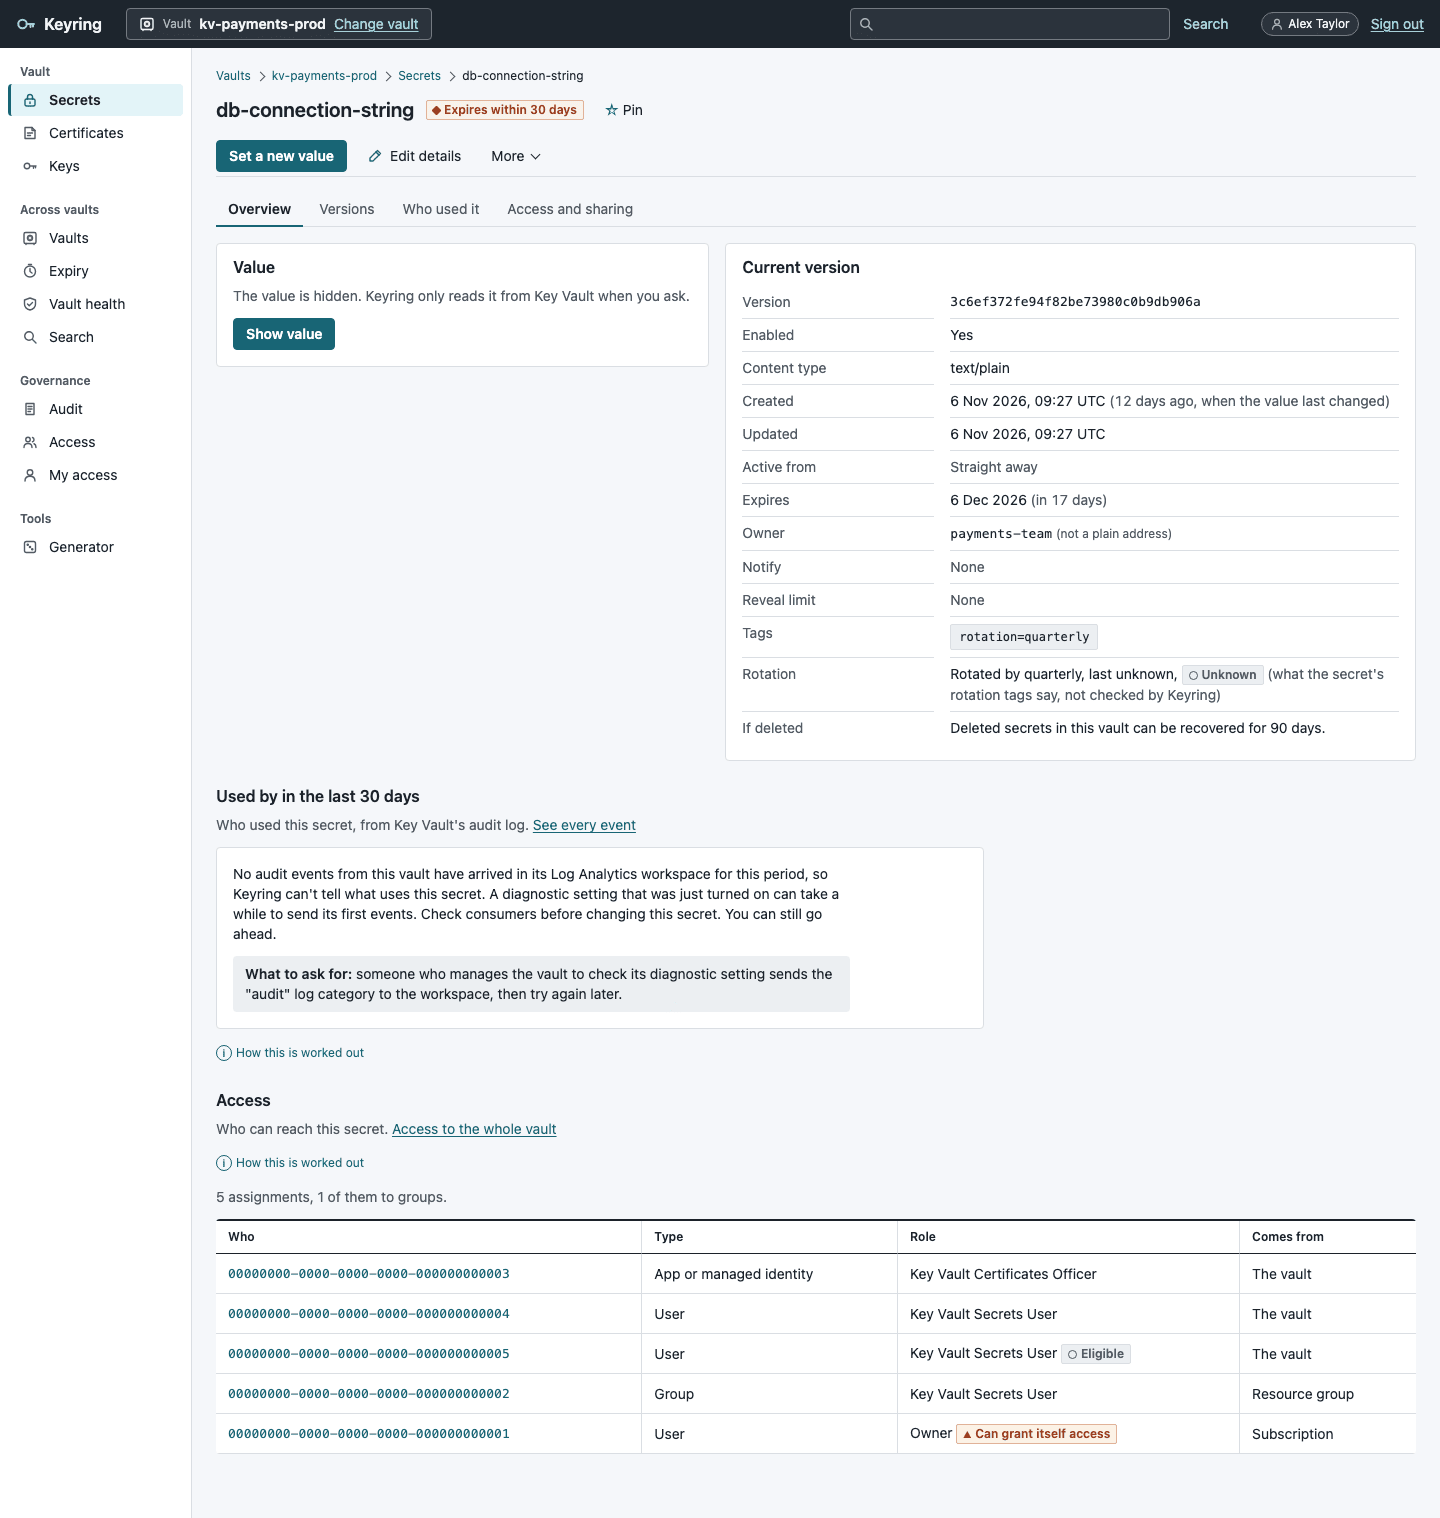 Keyring
Vault kv-payments-prod Change vault
Search
Alex Taylor
Sign out
Vault
Secrets
Certificates
Keys
Across vaults
Vaults
Expiry
Vault health
Search
Governance
Audit
Access
My access
Tools
Generator
Vaults > kv-payments-prod > Secrets > db-connection-string
db-connection-string
Expires within 30 days
Pin
Set a new value
Edit details
More
Overview
Versions
Who used it
Access and sharing
Value
The value is hidden. Keyring only reads it from Key Vault when you ask.
Show value
Current version
Version 3c6ef372fe94f82be73980c0b9db906a
Enabled Yes
Content type text/plain
Created 6 Nov 2026, 09:27 UTC (12 days ago, when the value last changed)
Updated 6 Nov 2026, 09:27 UTC
Active from Straight away
Expires 6 Dec 2026 (in 17 days)
Owner payments-team (not a plain address)
Notify None
Reveal limit None
Tags rotation=quarterly
Rotation Rotated by quarterly, last unknown, Unknown (what the secret's
rotation tags say, not checked by Keyring)
If deleted Deleted secrets in this vault can be recovered for 90 days.
Used by in the last 30 days
Who used this secret, from Key Vault's audit log. See every event
No audit events from this vault have arrived in its Log Analytics workspace for this period, so
Keyring can't tell what uses this secret. A diagnostic setting that was just turned on can take a
while to send its first events. Check consumers before changing this secret. You can still go
ahead.
What to ask for: someone who manages the vault to check its diagnostic setting sends the
"audit" log category to the workspace, then try again later.
How this is worked out
Access
Who can reach this secret. Access to the whole vault
How this is worked out
5 assignments, 1 of them to groups.
Who Type Role Comes from
00000000-0000-0000-0000-000000000003 App or managed identity Key Vault Certificates Officer The vault
00000000-0000-0000-0000-000000000004 User Key Vault Secrets User The vault
00000000-0000-0000-0000-000000000005 User Key Vault Secrets User Eligible The vault
00000000-0000-0000-0000-000000000002 Group Key Vault Secrets User Resource group
00000000-0000-0000-0000-000000000001 User Owner Can grant itself access Subscription